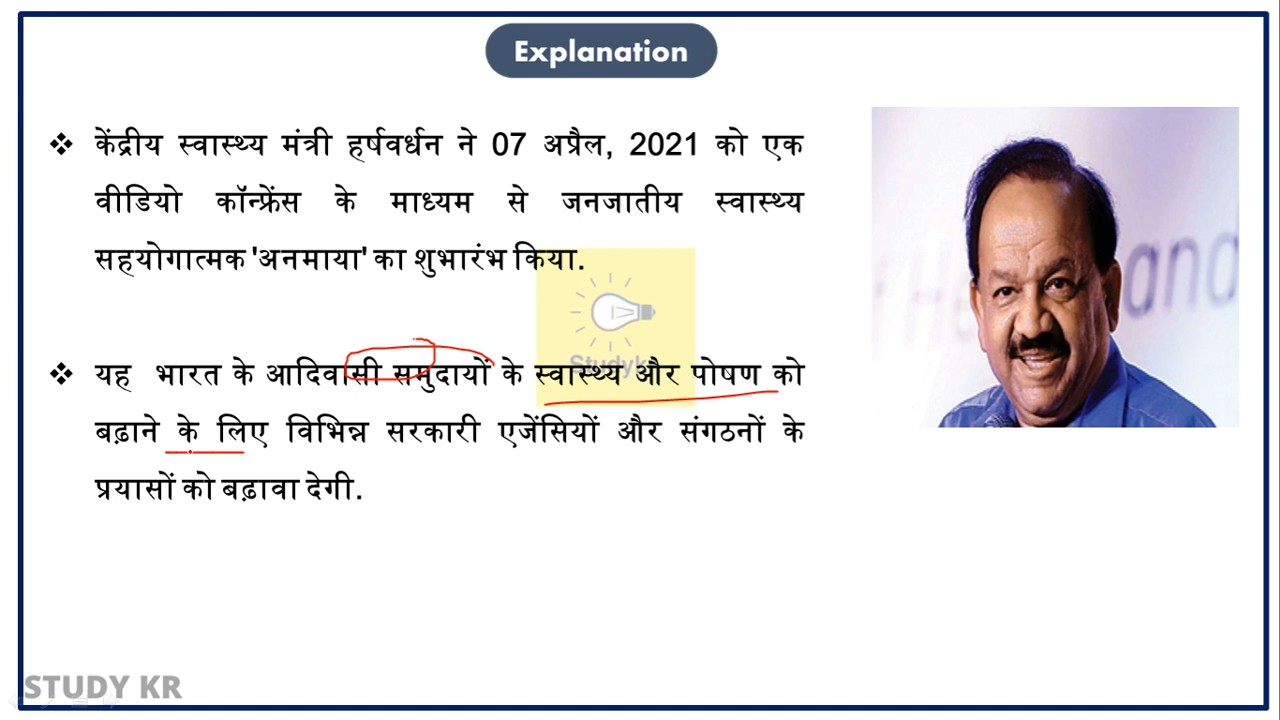 Explanation
❖ केंद्रीय स्वास्थ्य मंत्री हर्षवर्धन ने 07 अप्रैल, 2021 को एक
वीडियो कॉन्फ्रेंस के माध्यम से जनजातीय स्वास्थ्य
सहयोगात्मक 'अनमाया' का शुभारंभ किया.
❖ यह भारत के आदिवासी समुदायों के स्वास्थ्य और पोषण को
बढ़ाने के लिए विभिन्न सरकारी एजेंसियों और संगठनों के
प्रयासों को बढ़ावा देगी.
STUDY KR